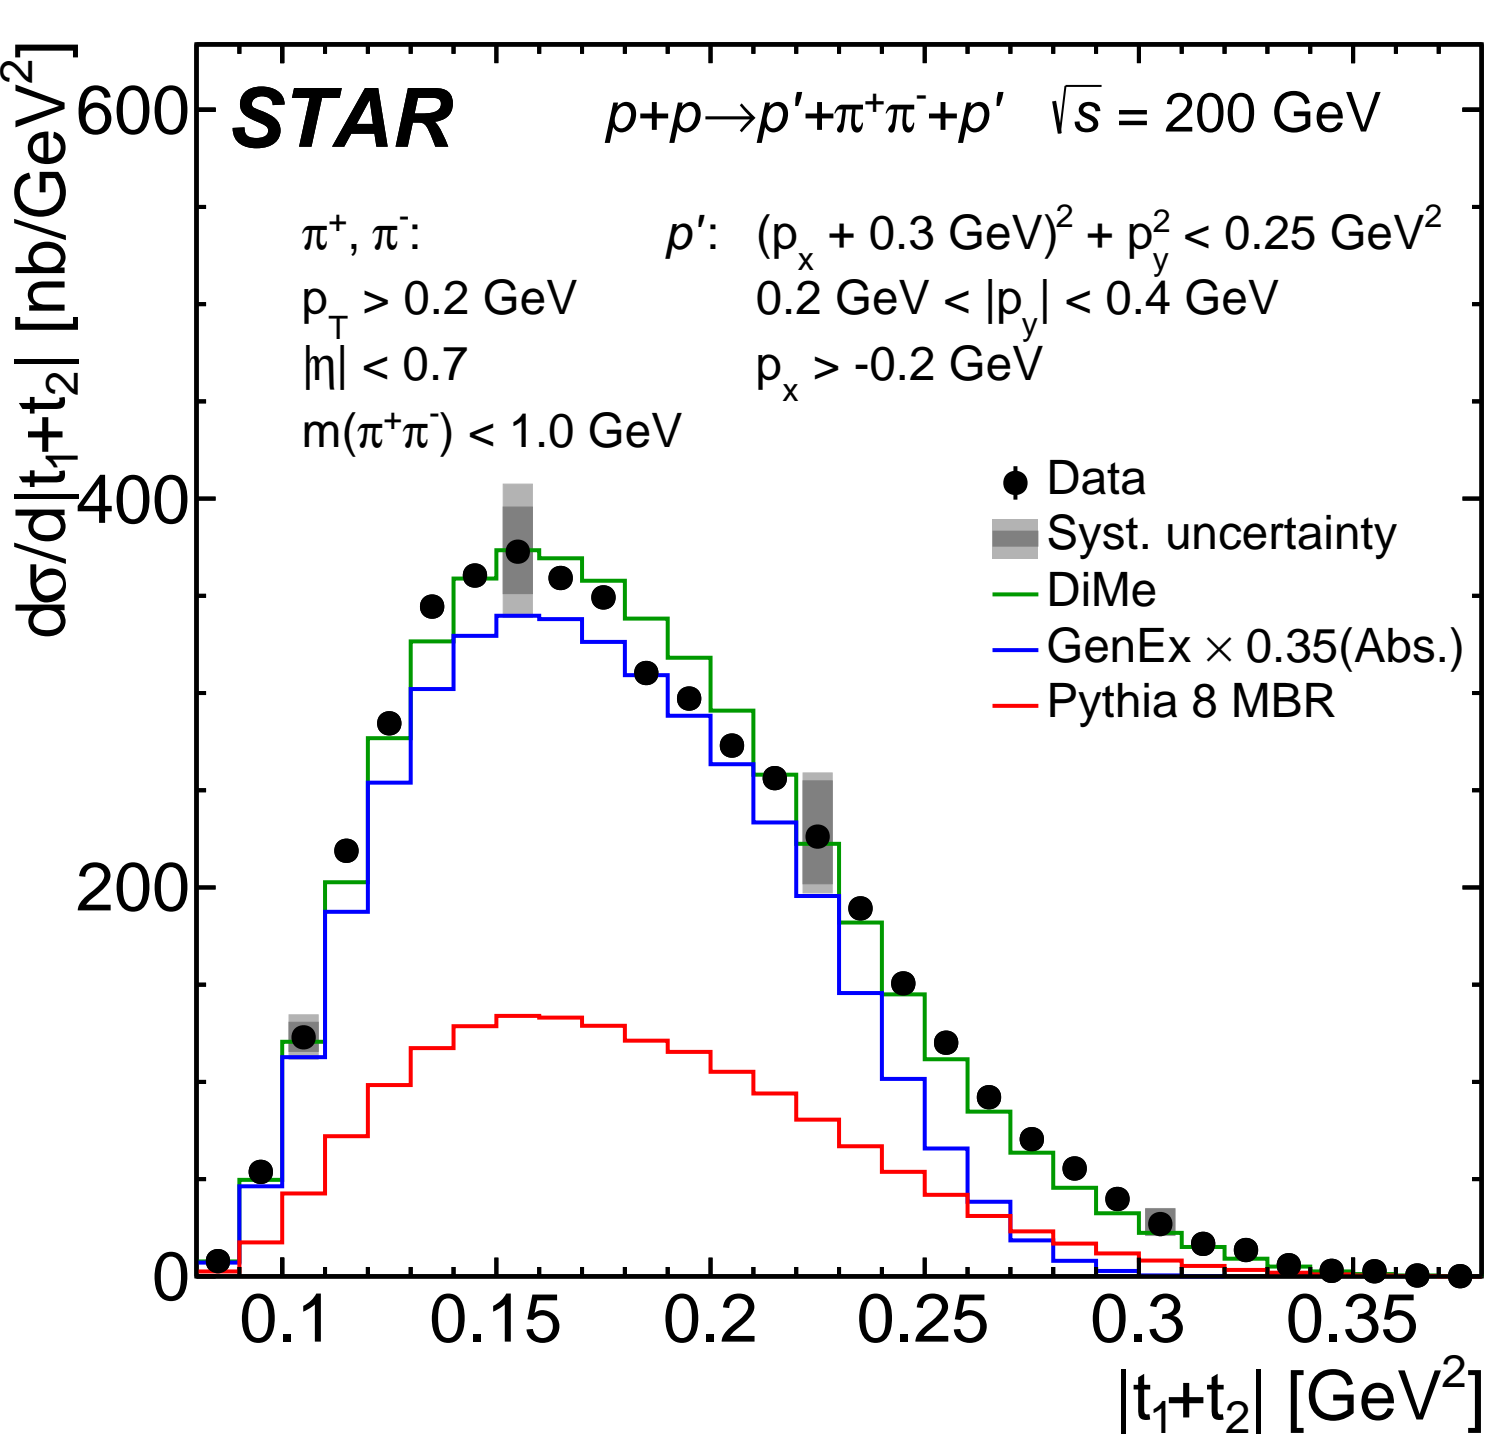 dσ/d|t₁+t₂| [nb/GeV²]
600
400
200
0
STAR p+p→p′+π⁺π⁻+p′ √s = 200 GeV
π⁺, π⁻: p′: (pₓ + 0.3 GeV)² + p_y² < 0.25 GeV²
p_T > 0.2 GeV 0.2 GeV < |p_y| < 0.4 GeV
|η| < 0.7 pₓ > -0.2 GeV
m(π⁺π⁻) < 1.0 GeV
Data
Syst. uncertainty
DiMe
GenEx × 0.35(Abs.)
Pythia 8 MBR
0.1 0.15 0.2 0.25 0.3 0.35
|t₁+t₂| [GeV²]